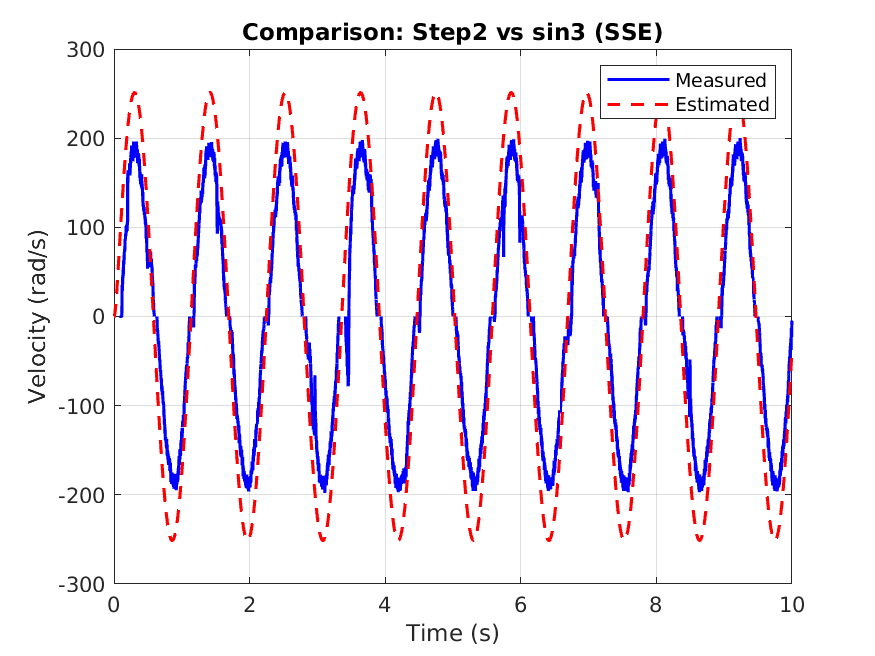 Comparison: Step2 vs sin3 (SSE)
Measured
Estimated
300
200
100
0
-100
-200
-300
Velocity (rad/s)
0 2 4 6 8 10
Time (s)